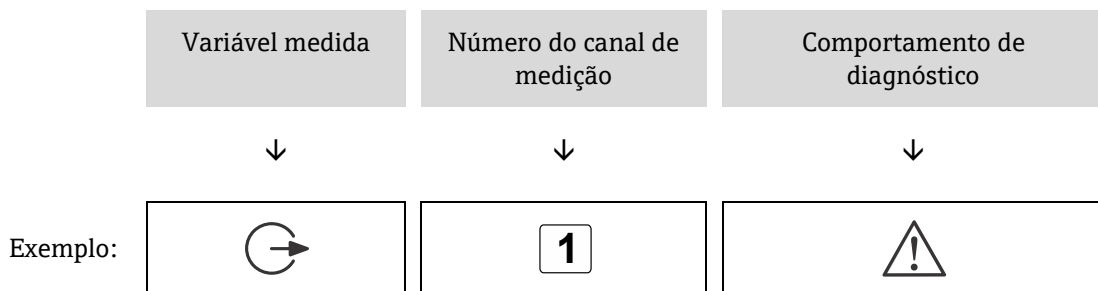 Variável medida
Número do canal de
medição
Comportamento de
diagnóstico
Exemplo:
1